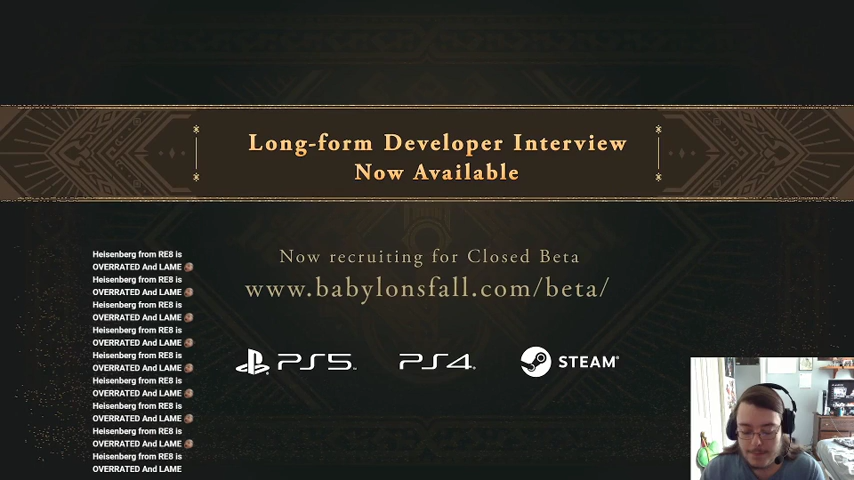 Long-form Developer Interview
Now Available
Now recruiting for Closed Beta
www.babylonsfall.com/beta/
PS5
PS4
STEAM
Heisenberg from RE8 is
OVERRATED And LAME
Heisenberg from RE8 is
OVERRATED And LAME
Heisenberg from RE8 is
OVERRATED And LAME
Heisenberg from RE8 is
OVERRATED And LAME
Heisenberg from RE8 is
OVERRATED And LAME
Heisenberg from RE8 is
OVERRATED And LAME
Heisenberg from RE8 is
OVERRATED And LAME
Heisenberg from RE8 is
OVERRATED And LAME
Heisenberg from RE8 is
OVERRATED And LAME